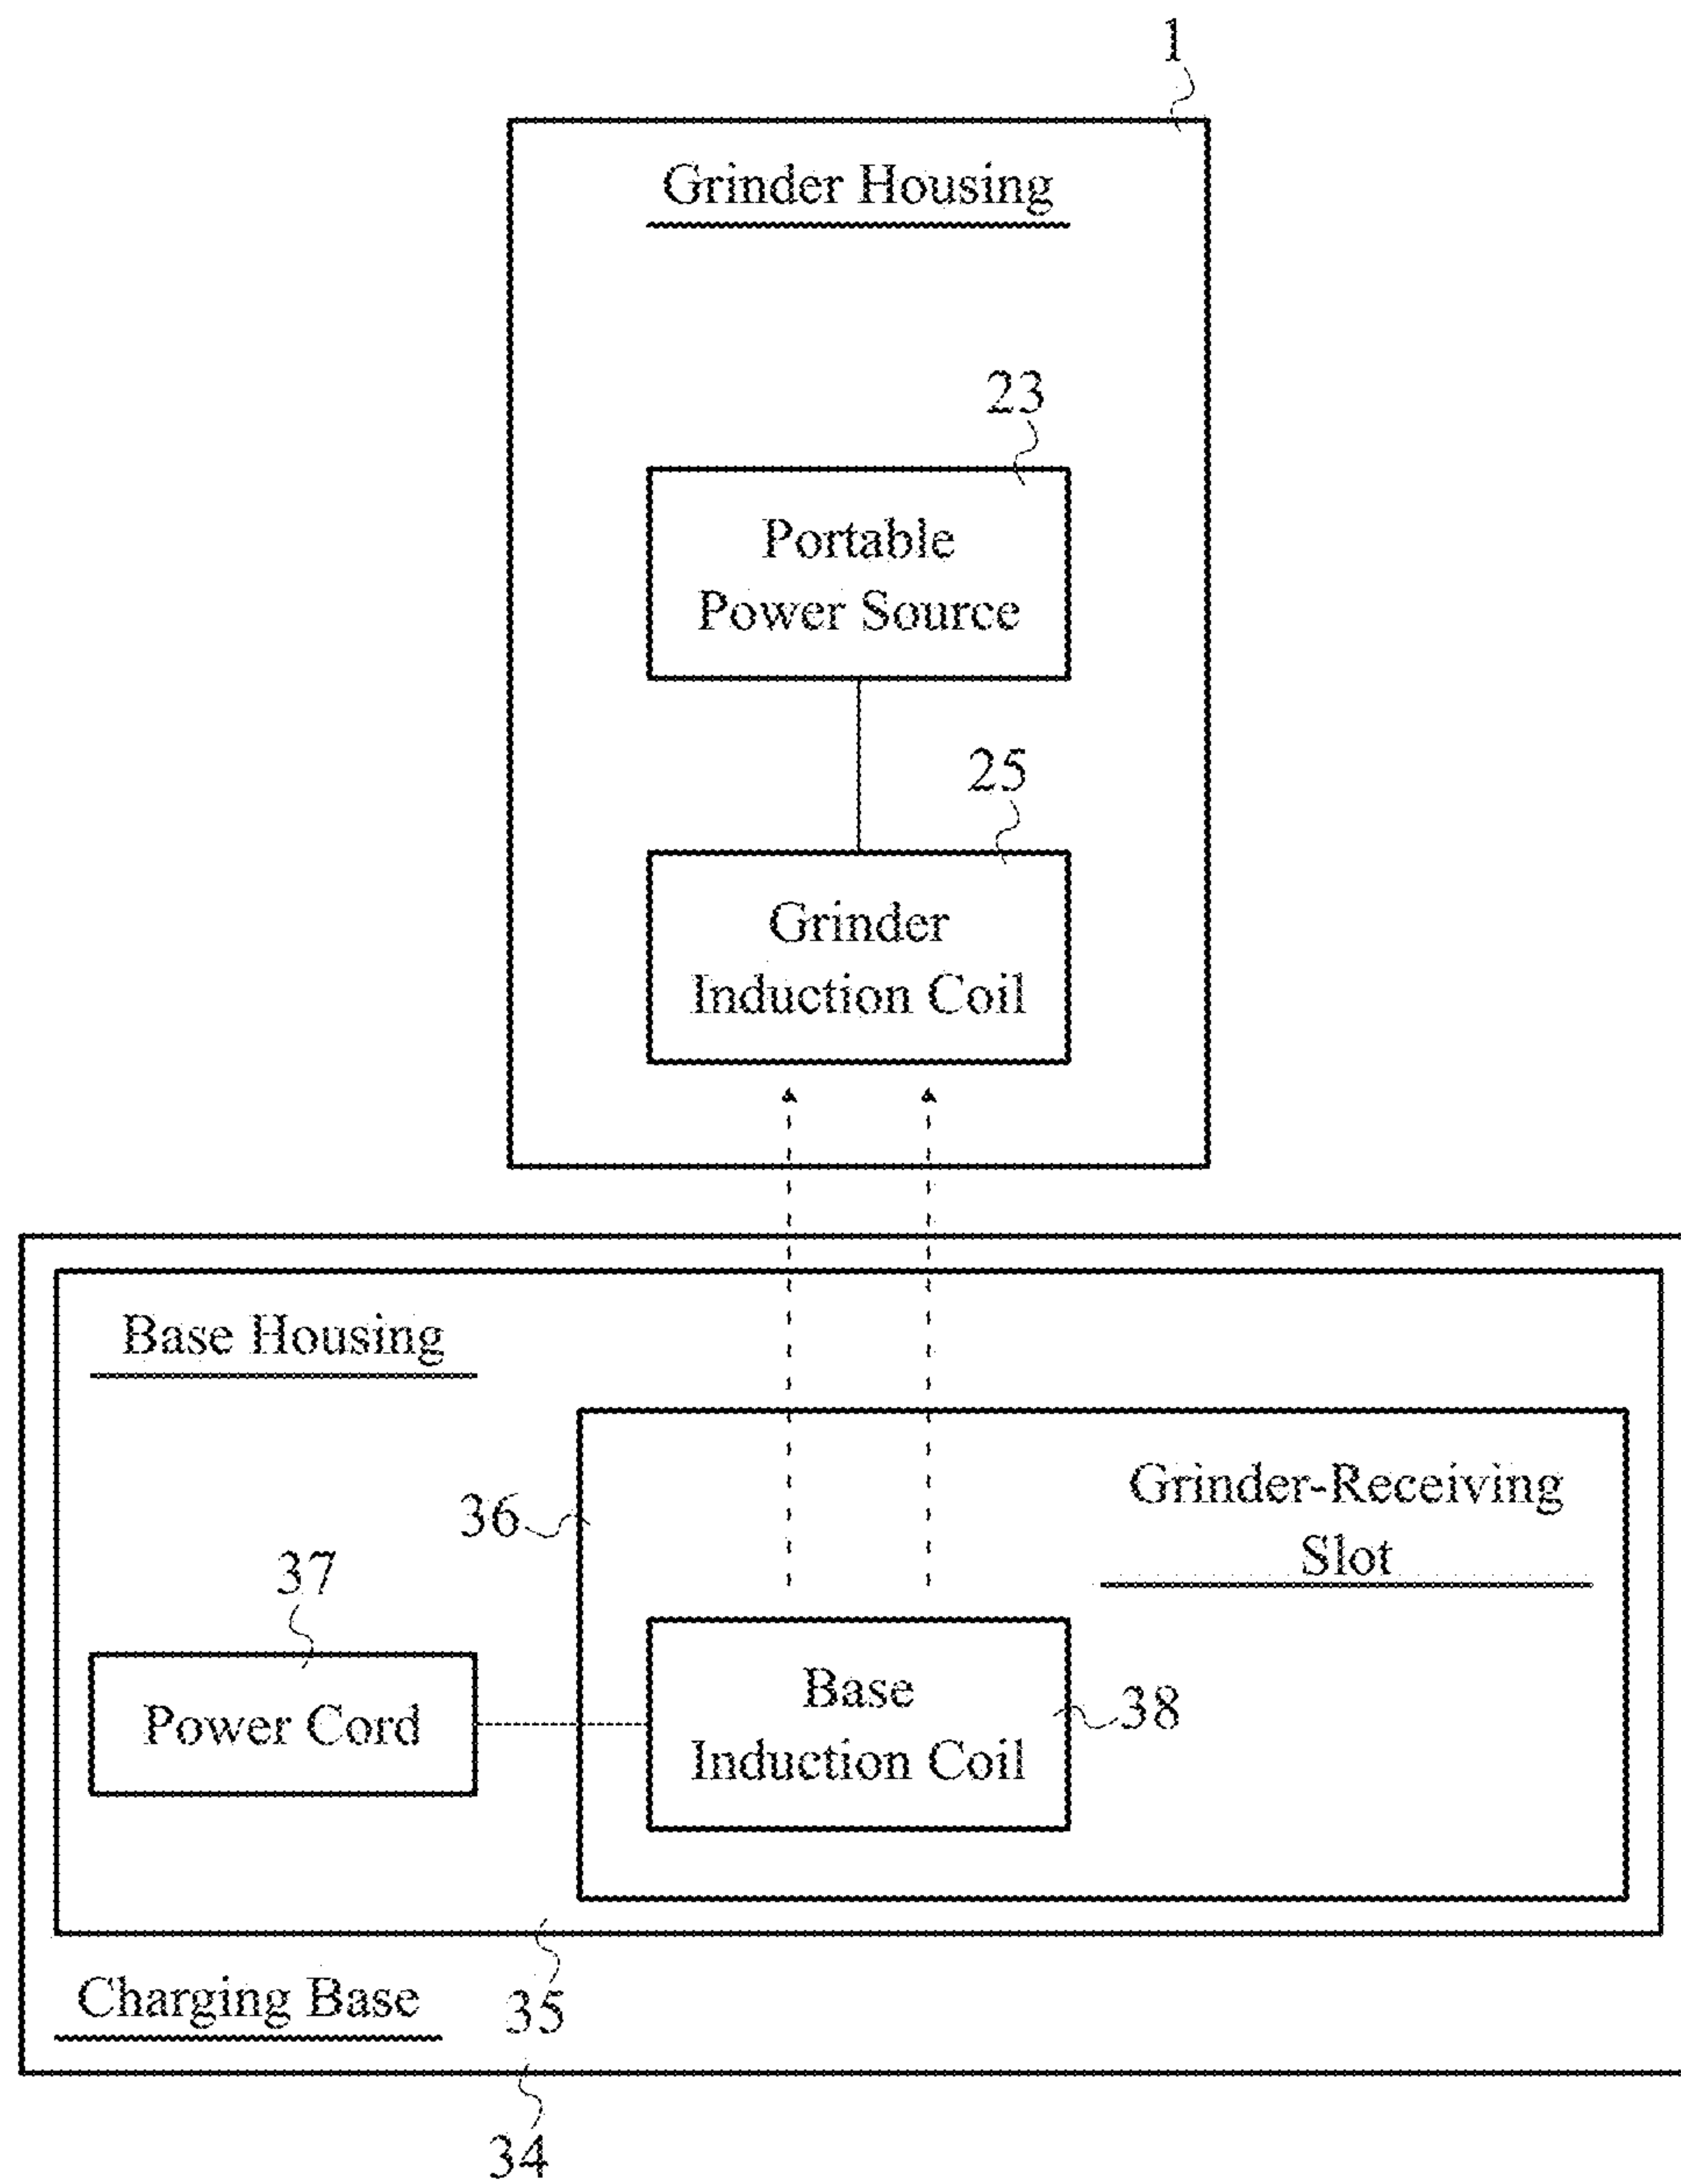 1
Grinder Housing
23
Portable
Power Source
25
Grinder
Induction Coil
Base Housing
Grinder-Receiving
Slot
36
37
Power Cord
Base
Induction Coil
38
Charging Base
35
34